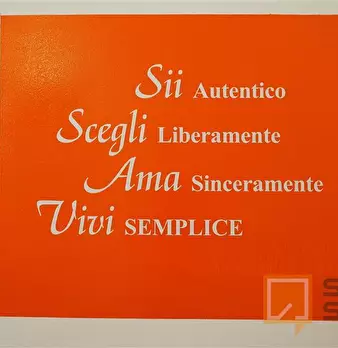 Sii Autentico
Scegli Liberamente
Ama Sinceramente
Vivi SEMPLICE